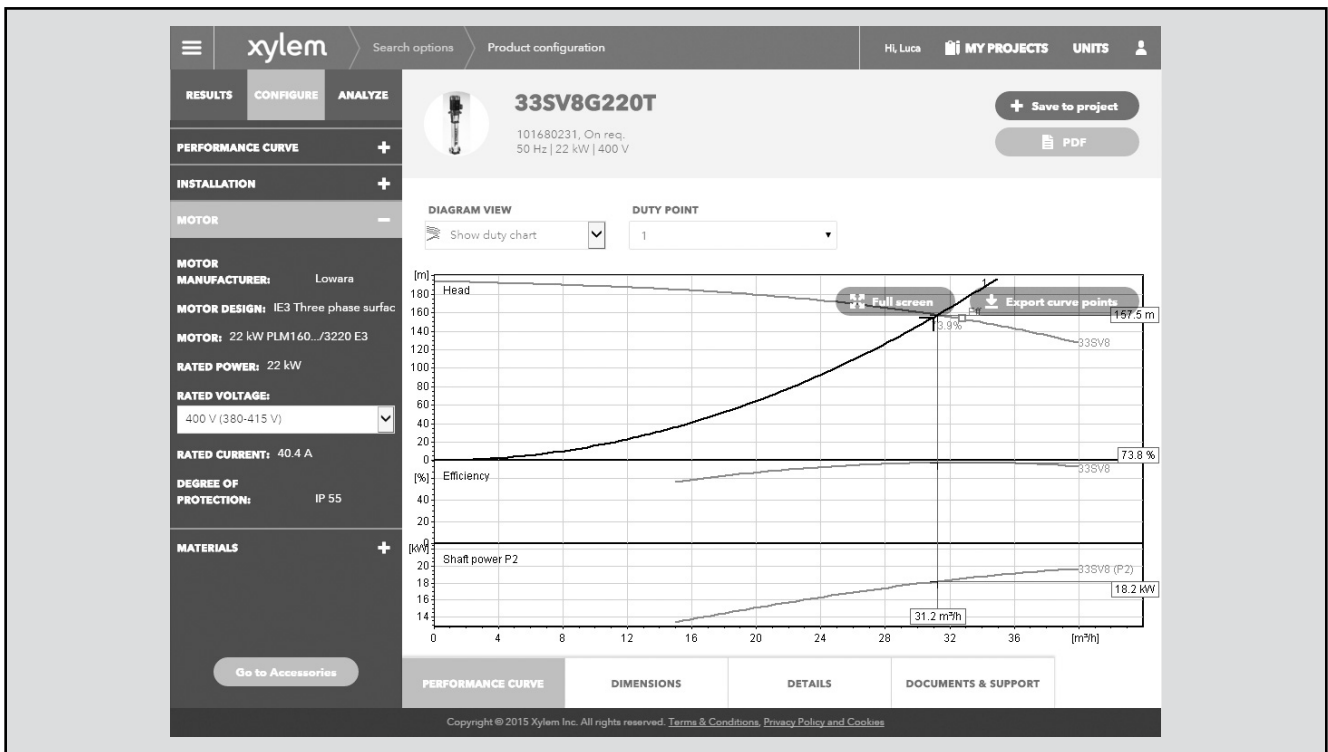 xylem
Search options
Product configuration
Hi, Luca
MY PROJECTS
UNITS
RESULTS
CONFIGURE
ANALYZE
PERFORMANCE CURVE
INSTALLATION
MOTOR
MOTOR
MANUFACTURER: Lowara
MOTOR DESIGN: IE3 Three phase surfac
MOTOR: 22 kW PLM160.../3220 E3
RATED POWER: 22 kW
RATED VOLTAGE:
400 V (380-415 V)
RATED CURRENT: 40.4 A
DEGREE OF
PROTECTION: IP 55
MATERIALS
Go to Accessories
33SV8G220T
101680231, On req.
50 Hz | 22 kW | 400 V
+ Save to project
PDF
DIAGRAM VIEW
Show duty chart
DUTY POINT
1
[m]
Head
180
160
140
120
100
80
60
40
20
0
1
Full screen
Export curve points
157.5 m
3.9%
33SV8
[%]
Efficiency
40
20
0
73.8 %
33SV8
[kW]
Shaft power P2
20
18
16
14
33SV8 (P2)
18.2 kW
31.2 m³/h
0 4 8 12 16 20 24 28 32 36 [m³/h]
PERFORMANCE CURVE
DIMENSIONS
DETAILS
DOCUMENTS & SUPPORT
Copyright © 2015 Xylem Inc. All rights reserved. Terms & Conditions, Privacy Policy and Cookies